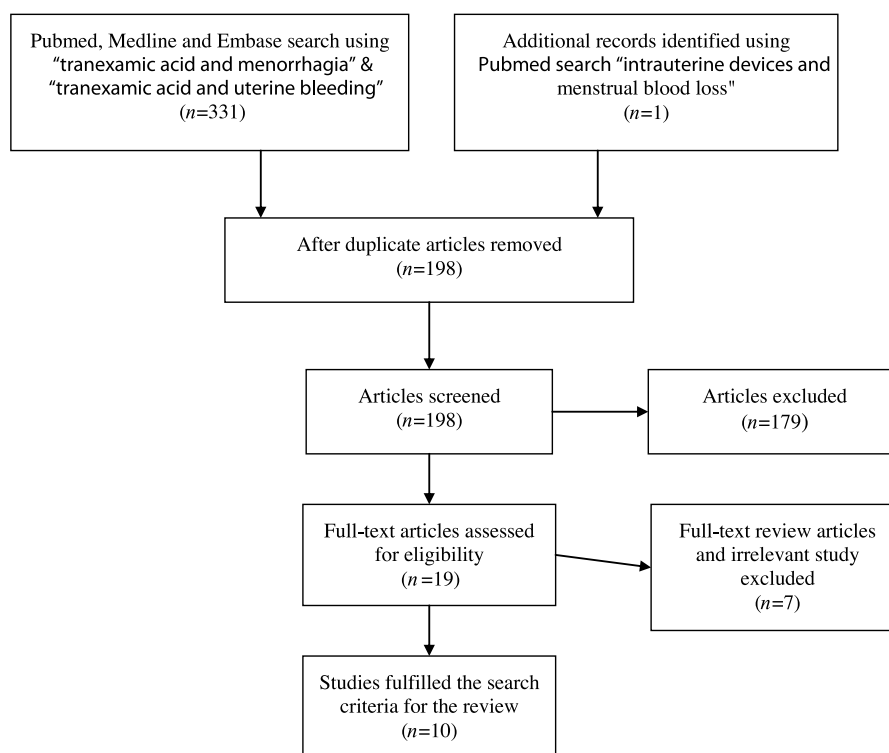 Pubmed, Medline and Embase search using
“tranexamic acid and menorrhagia” &
“tranexamic acid and uterine bleeding”
(n=331)
Additional records identified using
Pubmed search “intrauterine devices and
menstrual blood loss"
(n=1)
After duplicate articles removed
(n=198)
Articles screened
(n=198)
Articles excluded
(n=179)
Full-text articles assessed
for eligibility
(n=19)
Full-text review articles
and irrelevant study
excluded
(n=7)
Studies fulfilled the search
criteria for the review
(n=10)